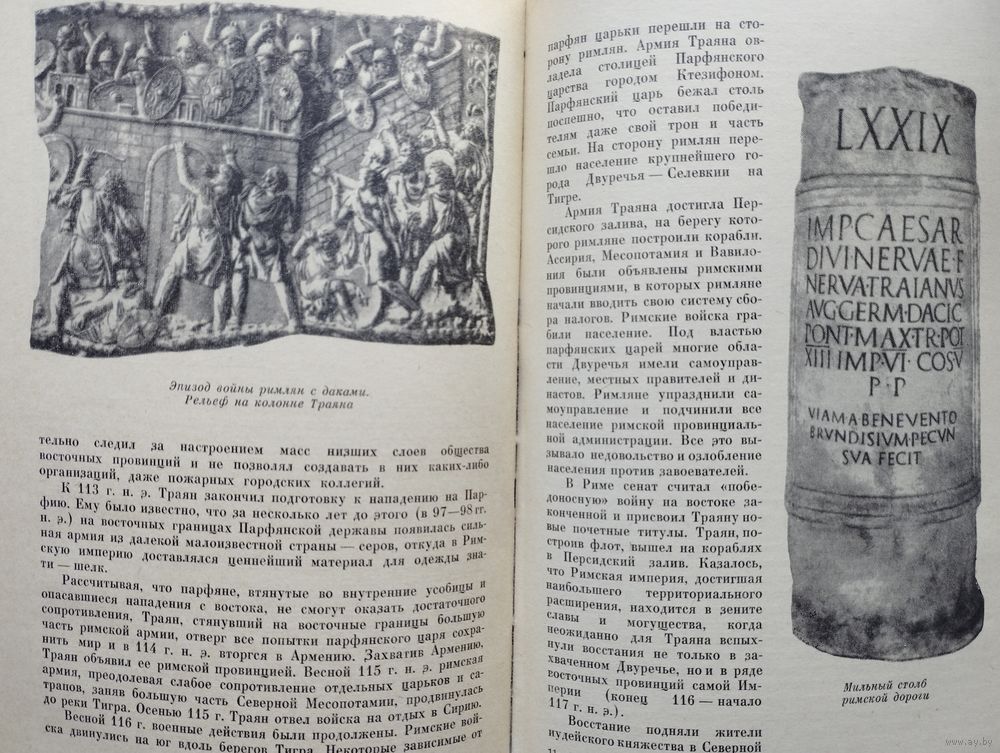 Эпизод войны римлян с даками.
Рельеф на колонне Траяна
тельно следил за настроением масс низших слоев общества
восточных провинций и не позволял создавать в них каких-либо
организаций, даже пожарных городских коллегий.
К 113 г. н. э. Траян закончил подготовку к нападению на Пар-
фию. Ему было известно, что за несколько лет до этого (в 97—98 гг.
н. э.) на восточных границах Парфянской державы появилась силь-
ная армия из далекой малоизвестной страны — серов, откуда в Рим-
скую империю доставлялся ценнейший материал для одежды зна-
ти — шелк.
Рассчитывая, что парфяне, втянутые во внутренние усобицы и
опасавшиеся нападения с востока, не смогут оказать достаточного
сопротивления, Траян, стянувший на восточные границы большую
часть римской армии, отверг все попытки парфянского царя сохра-
нить мир и в 114 г. н. э. вторгся в Армению. Захватив Армению,
Траян объявил ее римской провинцией. Весной 115 г. н. э. римская
армия, преодолев слабое сопротивление отдельных царьков и са-
трапов, заняв большую часть Северной Месопотамии, продвинулась
до реки Тигра. Осенью 115 г. Траян отвел войска на отдых в Сирию.
Весной 116 г. военные действия были продолжены. Римские вой-
ска двинулись на юг вдоль берегов Тигра. Некоторые зависимые от
парфян царьки перешли на сто-
рону римлян. Армия Траяна ов-
ладела столицей Парфянского
царства городом Ктезифоном.
Парфянский царь бежал столь
поспешно, что оставил победи-
телям даже свой трон и часть
семьи. На сторону римлян пере-
шло население крупнейшего го-
рода Двуречья — Селевкии на
Тигре.
Армия Траяна достигла Пер-
сидского залива, на берегу кото-
рого римляне построили корабли.
Ассирия, Месопотамия и Вавило-
ния были объявлены римскими
провинциями, в которых римляне
начали вводить свою систему сбо-
ра налогов. Римские войска гра-
били население. Под властью
парфянских царей многие обла-
сти Двуречья имели самоуправ-
ление, местных правителей и ди-
настов. Римляне упразднили са-
моуправление и подчинили все
население римской провинциаль-
ной администрации. Все это вы-
зывало недовольство и озлобление
населения против завоевателей.
В Риме сенат считал «побе-
доносную» войну на востоке за-
конченной и присвоил Траяну но-
вые почетные титулы. Траян, по-
строив флот, вышел на кораблях
в Персидский залив. Казалось,
что Римская империя, достигшая
наибольшего территориального
расширения, находится в зените
славы и могущества, когда
неожиданно для Траяна вспых-
нули восстания не только в за-
хваченном Двуречье, но и в ряде
восточных провинций самой Им-
перии (конец 116 — начало
117 г. н. э.).
Восстание подняли жители
иудейского княжества в Северной
LXXIX
IMP CAESAR
DIVI NERVAE·F
NERVA·TRAIANVS
AVG·GERM·DACIC
PONT·MAX·TR·POT
XIII IMP·VI·COS V
P·P
VIAM·A BENEVENTO
BRVNDISIVM·PECVN
SVA FECIT
Мильный столб
римской дороги
www.ay.by